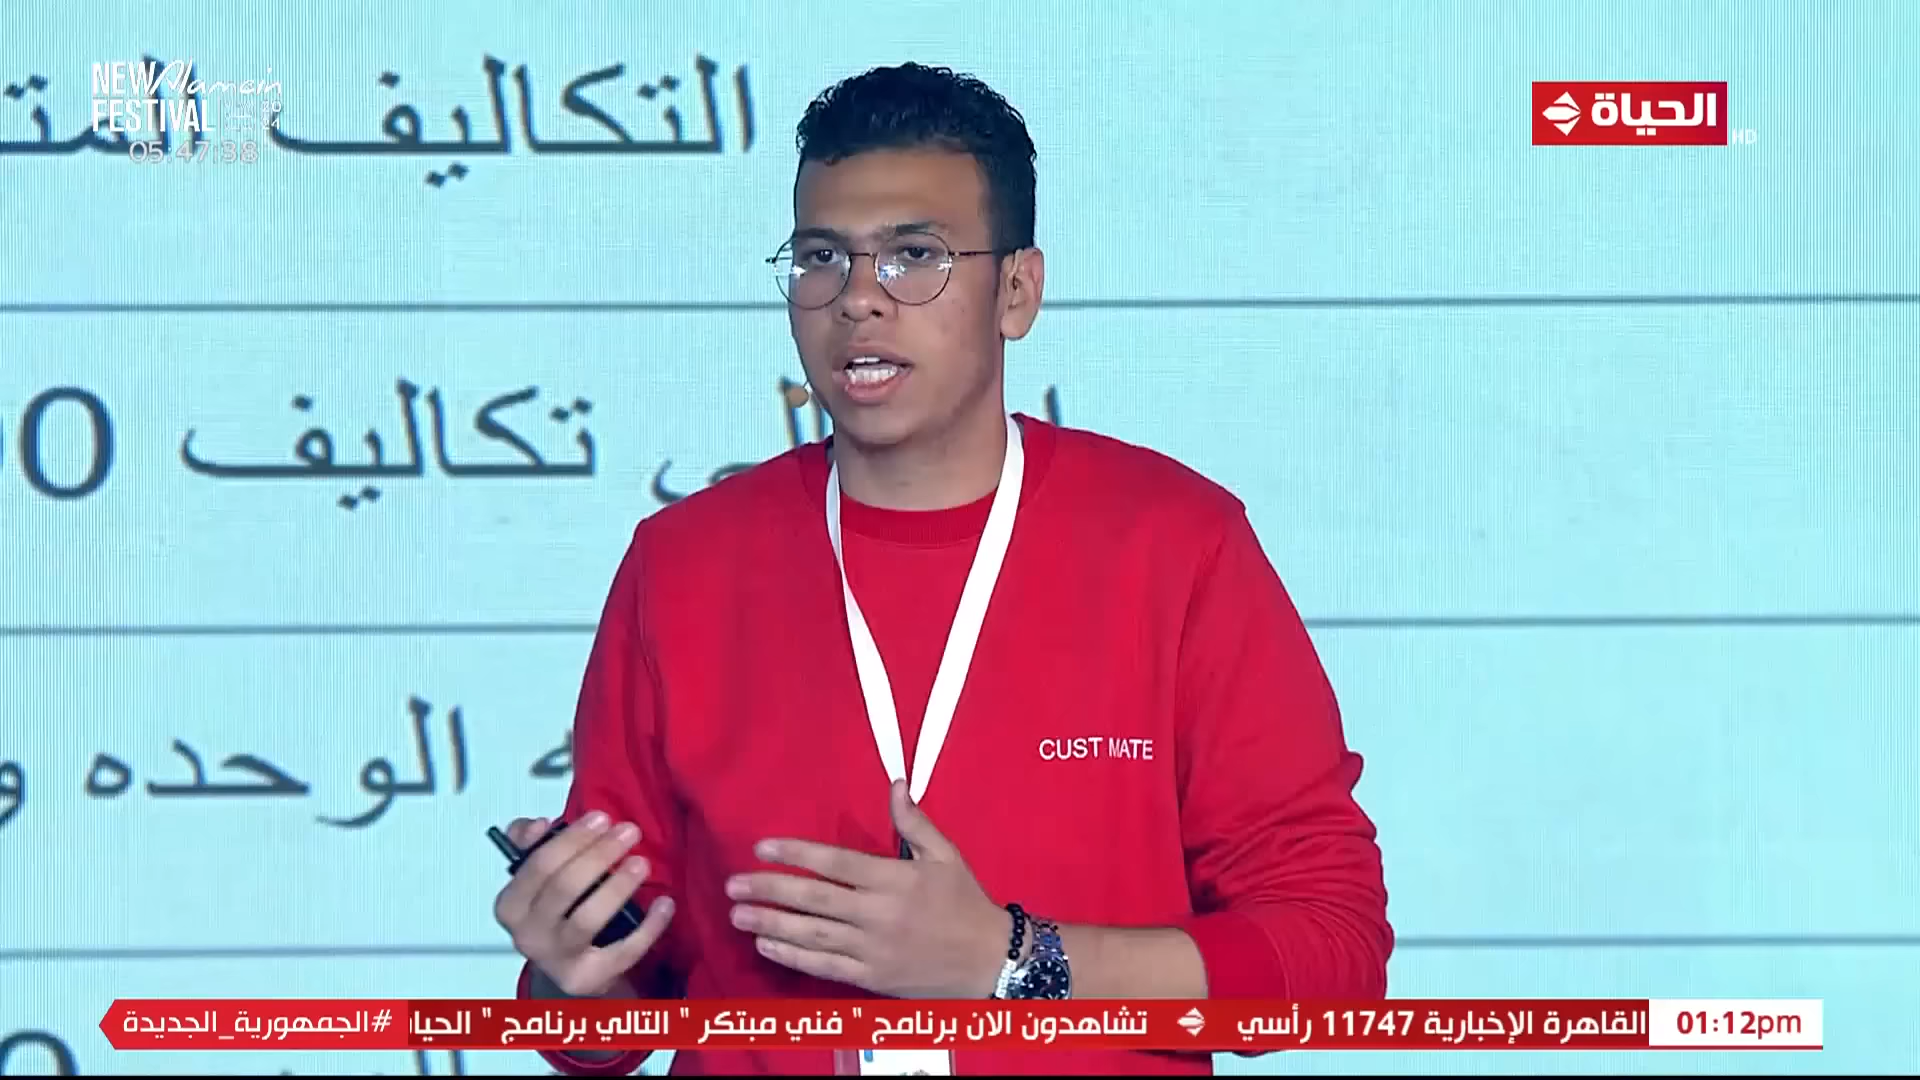 NEW Alamein
FESTIVAL
05:47:38
الحياة
HD
التكاليف
تكاليف
الوحده
CUST MATE
#الجمهورية_الجديدة
تشاهدون الان برنامج " فني مبتكر " التالي برنامج " الحياة
القاهرة الإخبارية 11747 رأسي
01:12pm